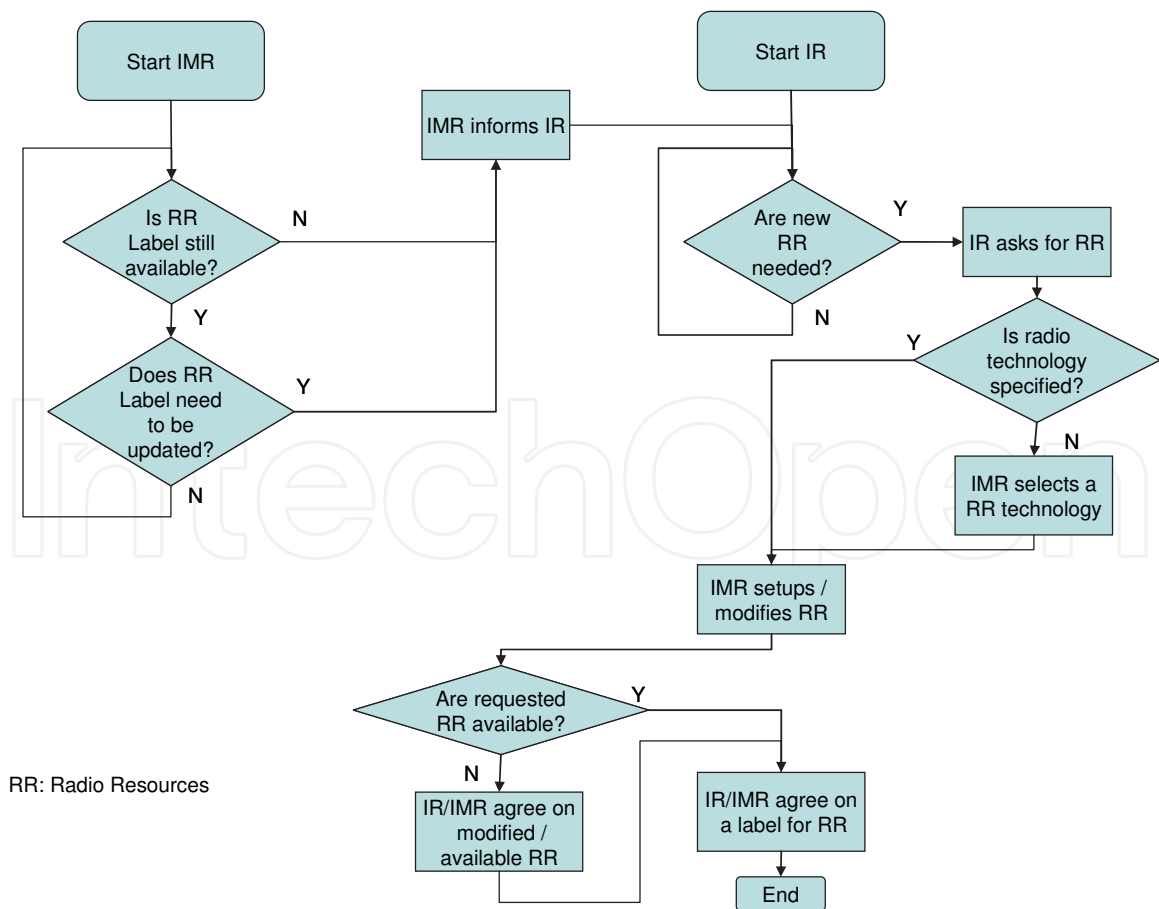 Start IMR
Start IR
IMR informs IR
Is RR
Label still
available?
N
Y
Are new
RR
needed?
Y
N
IR asks for RR
Does RR
Label need
to be
updated?
Y
N
Is radio
technology
specified?
Y
N
IMR selects a
RR technology
IntechOpen
IMR setups /
modifies RR
Are requested
RR available?
Y
N
RR: Radio Resources
IR/IMR agree on
modified /
available RR
IR/IMR agree on
a label for RR
End